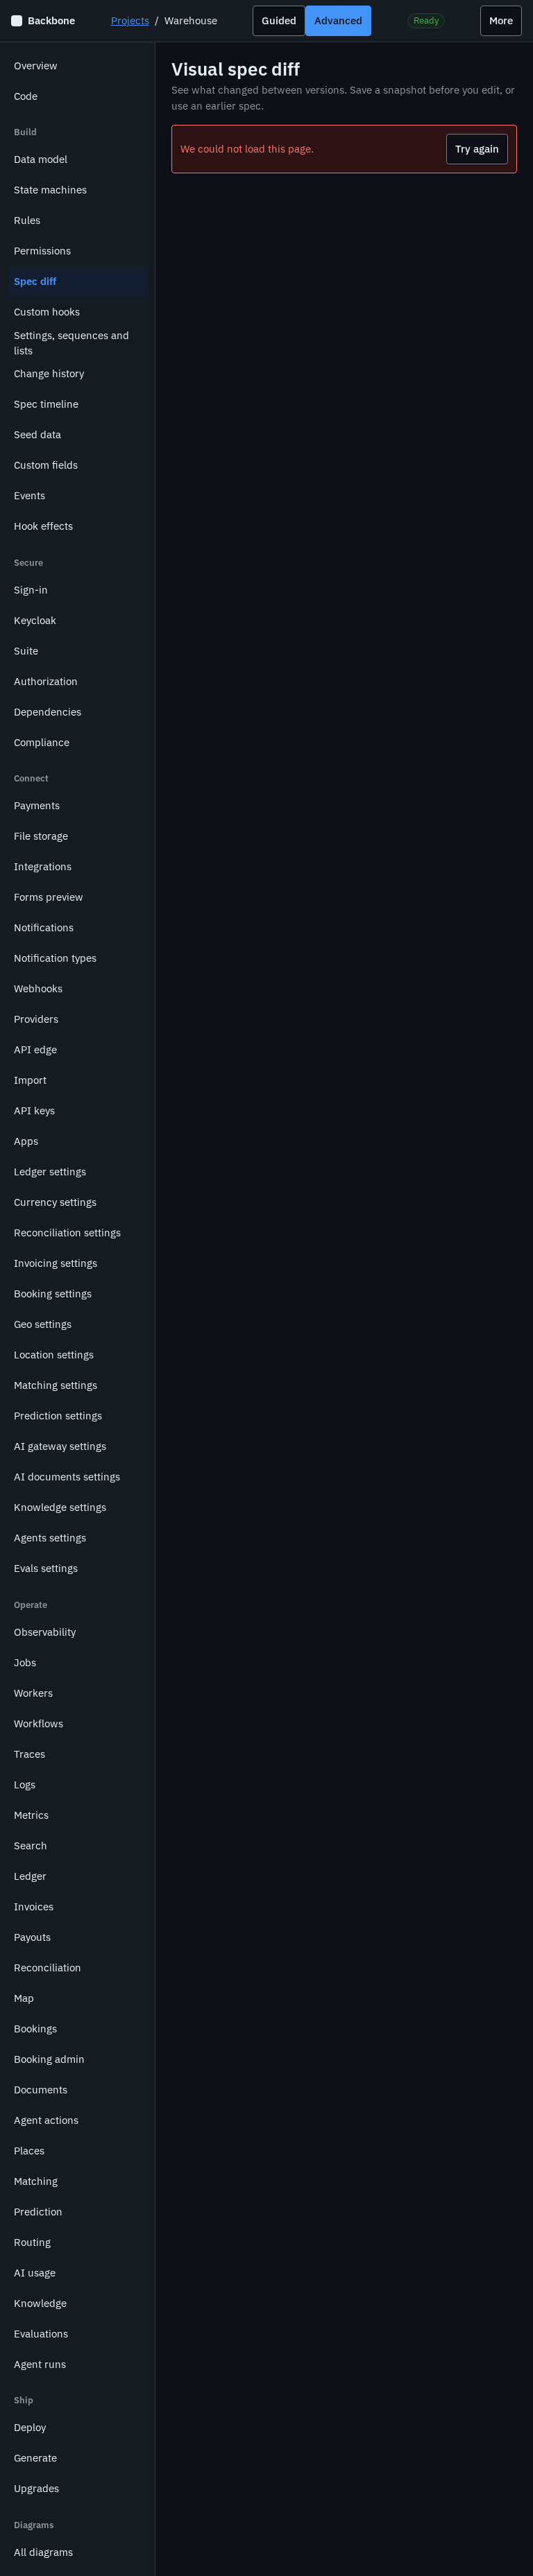 Backbone
Projects / Warehouse
Guided
Advanced
Ready
More
Overview
Code
Build
Data model
State machines
Rules
Permissions
Spec diff
Custom hooks
Settings, sequences and
lists
Change history
Spec timeline
Seed data
Custom fields
Events
Hook effects
Secure
Sign-in
Keycloak
Suite
Authorization
Dependencies
Compliance
Connect
Payments
File storage
Integrations
Forms preview
Notifications
Notification types
Webhooks
Providers
API edge
Import
API keys
Apps
Ledger settings
Currency settings
Reconciliation settings
Invoicing settings
Booking settings
Geo settings
Location settings
Matching settings
Prediction settings
AI gateway settings
AI documents settings
Knowledge settings
Agents settings
Evals settings
Operate
Observability
Jobs
Workers
Workflows
Traces
Logs
Metrics
Search
Ledger
Invoices
Payouts
Reconciliation
Map
Bookings
Booking admin
Documents
Agent actions
Places
Matching
Prediction
Routing
AI usage
Knowledge
Evaluations
Agent runs
Ship
Deploy
Generate
Upgrades
Diagrams
All diagrams
Visual spec diff
See what changed between versions. Save a snapshot before you edit, or
use an earlier spec.
We could not load this page.
Try again